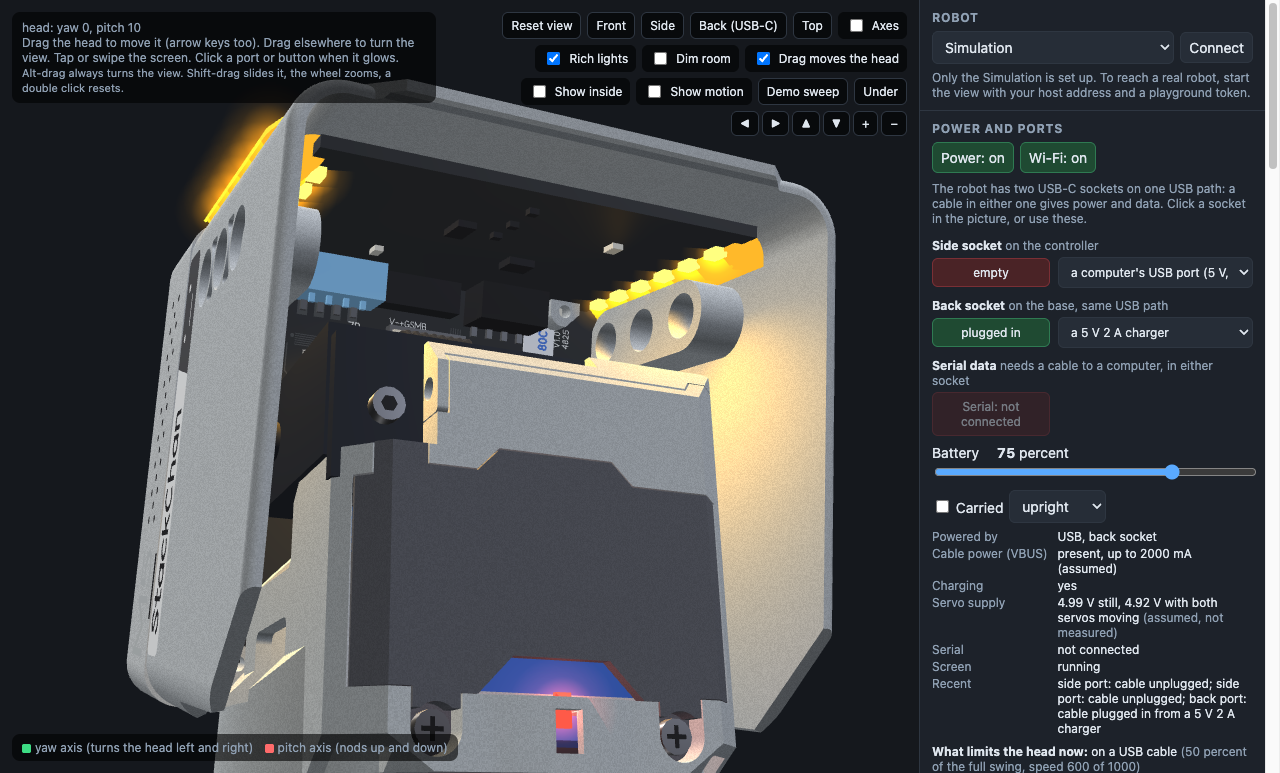 head: yaw 0, pitch 10
Drag the head to move it (arrow keys too). Drag elsewhere to turn the
view. Tap or swipe the screen. Click a port or button when it glows.
Alt-drag always turns the view. Shift-drag slides it, the wheel zooms, a
double click resets.
Reset view
Front
Side
Back (USB-C)
Top
Axes
Rich lights
Dim room
Drag moves the head
Show inside
Show motion
Demo sweep
Under
◀
▶
▲
▼
+
−
V-+GSMR
800
V1.0
4825
StackChan
yaw axis (turns the head left and right)
pitch axis (nods up and down)
ROBOT
Simulation
Connect
Only the Simulation is set up. To reach a real robot, start
the view with your host address and a playground token.
POWER AND PORTS
Power: on
Wi-Fi: on
The robot has two USB-C sockets on one USB path: a
cable in either one gives power and data. Click a socket
in the picture, or use these.
Side socket on the controller
empty
a computer's USB port (5 V,
Back socket on the base, same USB path
plugged in
a 5 V 2 A charger
Serial data needs a cable to a computer, in either
socket
Serial: not
connected
Battery 75 percent
Carried
upright
Powered by USB, back socket
Cable power (VBUS) present, up to 2000 mA
(assumed)
Charging yes
Servo supply 4.99 V still, 4.92 V with both
servos moving (assumed, not
measured)
Serial not connected
Screen running
Recent side port: cable unplugged; side
port: cable unplugged; back port:
cable plugged in from a 5 V 2 A
charger
What limits the head now: on a USB cable (50 percent
of the full swing, speed 600 of 1000)